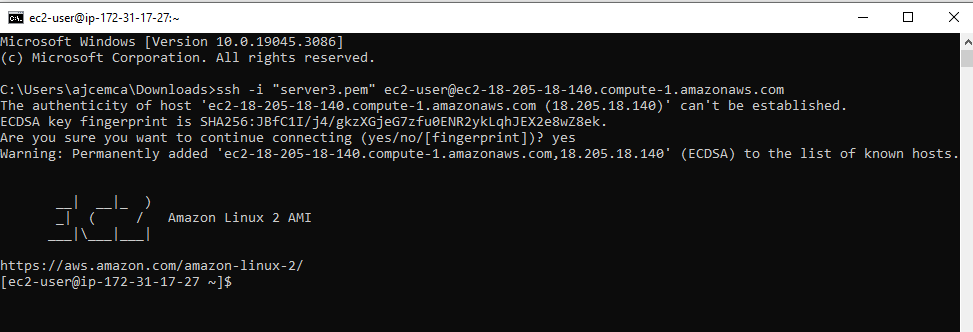 ec2-user@ip-172-31-17-27:~
Microsoft Windows [Version 10.0.19045.3086]
(c) Microsoft Corporation. All rights reserved.
C:\Users\ajcemca\Downloads>ssh -i "server3.pem" ec2-user@ec2-18-205-18-140.compute-1.amazonaws.com
The authenticity of host 'ec2-18-205-18-140.compute-1.amazonaws.com (18.205.18.140)' can't be established.
ECDSA key fingerprint is SHA256:JBfC1I/j4/gkzXGjeG7zfu0ENR2ykLqhJEX2e8wZ8ek.
Are you sure you want to continue connecting (yes/no/[fingerprint])? yes
Warning: Permanently added 'ec2-18-205-18-140.compute-1.amazonaws.com,18.205.18.140' (ECDSA) to the list of known hosts.
       __|  __|_  )
       _|  (     /   Amazon Linux 2 AMI
      ___|\___|___|
https://aws.amazon.com/amazon-linux-2/
[ec2-user@ip-172-31-17-27 ~]$